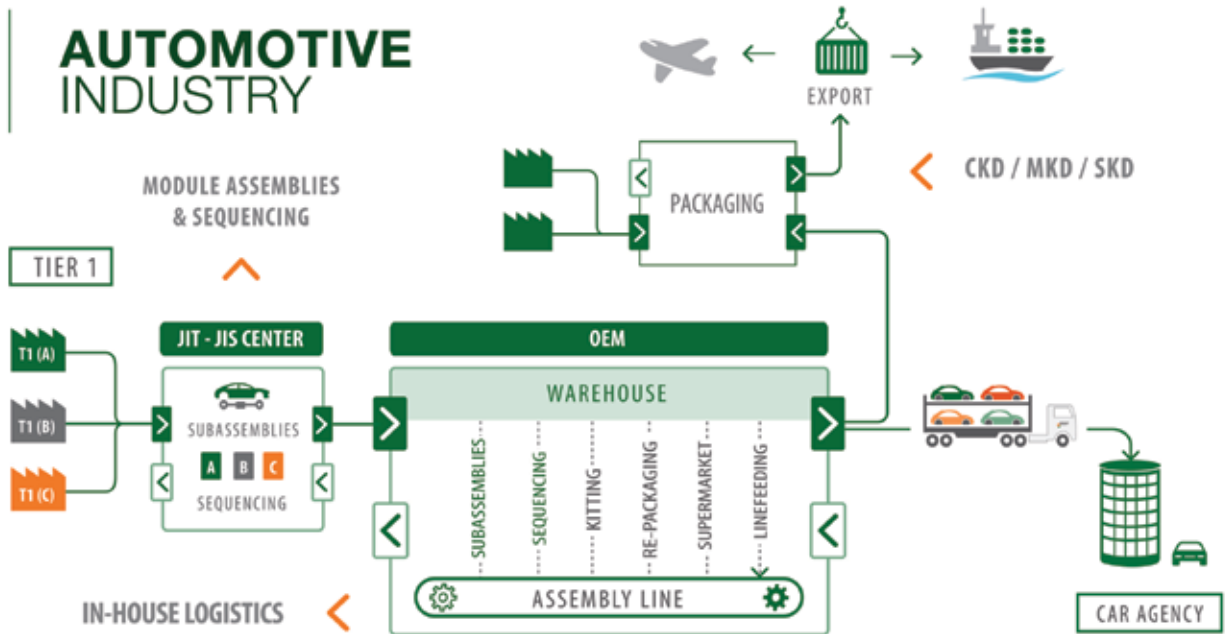 AUTOMOTIVE
INDUSTRY
EXPORT
CKD / MKD / SKD
MODULE ASSEMBLIES
& SEQUENCING
PACKAGING
TIER 1
JIT - JIS CENTER
OEM
T1 (A)
T1 (B)
T1 (C)
SUBASSEMBLIES
A B C
SEQUENCING
WAREHOUSE
SUBASSEMBLIES
SEQUENCING
KITTING
RE-PACKAGING
SUPERMARKET
LINEFEEDING
ASSEMBLY LINE
IN-HOUSE LOGISTICS
CAR AGENCY